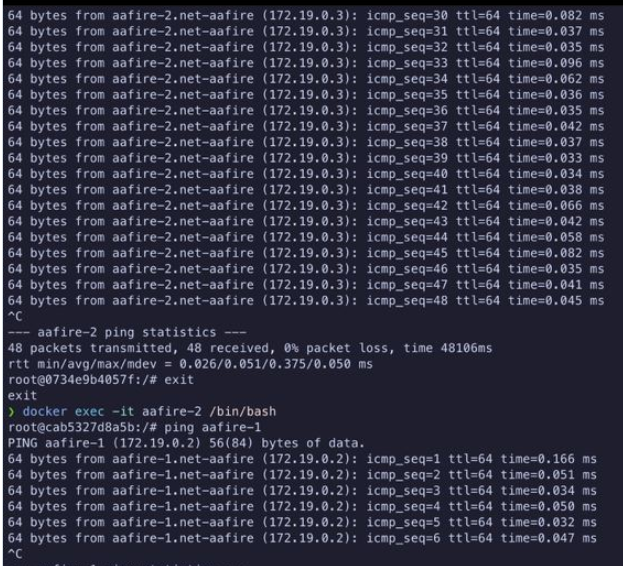 64 bytes from aafire-2.net-aafire (172.19.0.3): icmp_seq=30 ttl=64 time=0.082 ms
64 bytes from aafire-2.net-aafire (172.19.0.3): icmp_seq=31 ttl=64 time=0.037 ms
64 bytes from aafire-2.net-aafire (172.19.0.3): icmp_seq=32 ttl=64 time=0.035 ms
64 bytes from aafire-2.net-aafire (172.19.0.3): icmp_seq=33 ttl=64 time=0.096 ms
64 bytes from aafire-2.net-aafire (172.19.0.3): icmp_seq=34 ttl=64 time=0.062 ms
64 bytes from aafire-2.net-aafire (172.19.0.3): icmp_seq=35 ttl=64 time=0.036 ms
64 bytes from aafire-2.net-aafire (172.19.0.3): icmp_seq=36 ttl=64 time=0.035 ms
64 bytes from aafire-2.net-aafire (172.19.0.3): icmp_seq=37 ttl=64 time=0.042 ms
64 bytes from aafire-2.net-aafire (172.19.0.3): icmp_seq=38 ttl=64 time=0.037 ms
64 bytes from aafire-2.net-aafire (172.19.0.3): icmp_seq=39 ttl=64 time=0.033 ms
64 bytes from aafire-2.net-aafire (172.19.0.3): icmp_seq=40 ttl=64 time=0.034 ms
64 bytes from aafire-2.net-aafire (172.19.0.3): icmp_seq=41 ttl=64 time=0.038 ms
64 bytes from aafire-2.net-aafire (172.19.0.3): icmp_seq=42 ttl=64 time=0.066 ms
64 bytes from aafire-2.net-aafire (172.19.0.3): icmp_seq=43 ttl=64 time=0.042 ms
64 bytes from aafire-2.net-aafire (172.19.0.3): icmp_seq=44 ttl=64 time=0.058 ms
64 bytes from aafire-2.net-aafire (172.19.0.3): icmp_seq=45 ttl=64 time=0.082 ms
64 bytes from aafire-2.net-aafire (172.19.0.3): icmp_seq=46 ttl=64 time=0.035 ms
64 bytes from aafire-2.net-aafire (172.19.0.3): icmp_seq=47 ttl=64 time=0.041 ms
64 bytes from aafire-2.net-aafire (172.19.0.3): icmp_seq=48 ttl=64 time=0.045 ms
^C
--- aafire-2 ping statistics ---
48 packets transmitted, 48 received, 0% packet loss, time 48106ms
rtt min/avg/max/mdev = 0.026/0.051/0.375/0.050 ms
root@0734e9b4057f:/# exit
exit
❯ docker exec -it aafire-2 /bin/bash
root@cab5327d8a5b:/# ping aafire-1
PING aafire-1 (172.19.0.2) 56(84) bytes of data.
64 bytes from aafire-1.net-aafire (172.19.0.2): icmp_seq=1 ttl=64 time=0.166 ms
64 bytes from aafire-1.net-aafire (172.19.0.2): icmp_seq=2 ttl=64 time=0.051 ms
64 bytes from aafire-1.net-aafire (172.19.0.2): icmp_seq=3 ttl=64 time=0.034 ms
64 bytes from aafire-1.net-aafire (172.19.0.2): icmp_seq=4 ttl=64 time=0.050 ms
64 bytes from aafire-1.net-aafire (172.19.0.2): icmp_seq=5 ttl=64 time=0.032 ms
64 bytes from aafire-1.net-aafire (172.19.0.2): icmp_seq=6 ttl=64 time=0.047 ms
^C